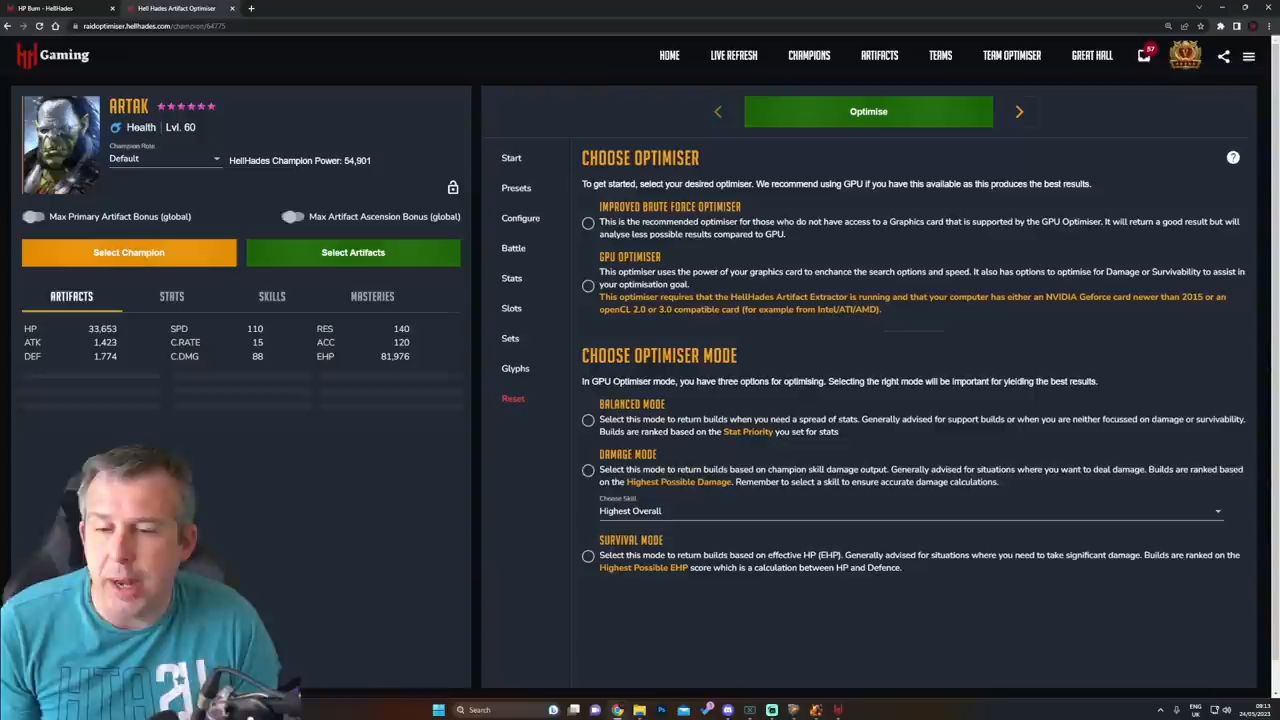 HP Burn - HellHades
Hell Hades Artifact Optimiser
raidoptimiser.hellhades.com/champion/64775
Gaming
HOME
LIVE REFRESH
CHAMPIONS
ARTIFACTS
TEAMS
TEAM OPTIMISER
GREAT HALL
57
ARTAK
Health
Lvl. 60
Champion Role
Default
HellHades Champion Power: 54,901
Max Primary Artifact Bonus (global)
Max Artifact Ascension Bonus (global)
Select Champion
Select Artifacts
ARTIFACTS
STATS
SKILLS
MASTERIES
HP 33,653 SPD 110 RES 140
ATK 1,423 C.RATE 15 ACC 120
DEF 1,774 C.DMG 88 EHP 81,976
Optimise
Start
Presets
Configure
Battle
Stats
Slots
Sets
Glyphs
Reset
CHOOSE OPTIMISER
To get started, select your desired optimiser. We recommend using GPU if you have this available as this produces the best results.
IMPROVED BRUTE FORCE OPTIMISER
This is the recommended optimiser for those who do not have access to a Graphics card that is supported by the GPU Optimiser. It will return a good result but will
analyse less possible results compared to GPU.
GPU OPTIMISER
This optimiser uses the power of your graphics card to enchance the search options and speed. It also has options to optimise for Damage or Survivability to assist in
your optimisation goal.
This optimiser requires that the HellHades Artifact Extractor is running and that your computer has either an NVIDIA Geforce card newer than 2015 or an
openCL 2.0 or 3.0 compatible card (for example from Intel/ATI/AMD).
CHOOSE OPTIMISER MODE
In GPU Optimiser mode, you have three options for optimising. Selecting the right mode will be important for yielding the best results.
BALANCED MODE
Select this mode to return builds when you need a spread of stats. Generally advised for support builds or when you are neither focussed on damage or survivability.
Builds are ranked based on the Stat Priority you set for stats
DAMAGE MODE
Select this mode to return builds based on champion skill damage output. Generally advised for situations where you want to deal damage. Builds are ranked based
on the Highest Possible Damage. Remember to select a skill to ensure accurate damage calculations.
Choose Skill
Highest Overall
SURVIVAL MODE
Select this mode to return builds based on effective HP (EHP). Generally advised for situations where you need to take significant damage. Builds are ranked on the
Highest Possible EHP score which is a calculation between HP and Defence.
Search
ENG
UK
09:13
24/05/2023